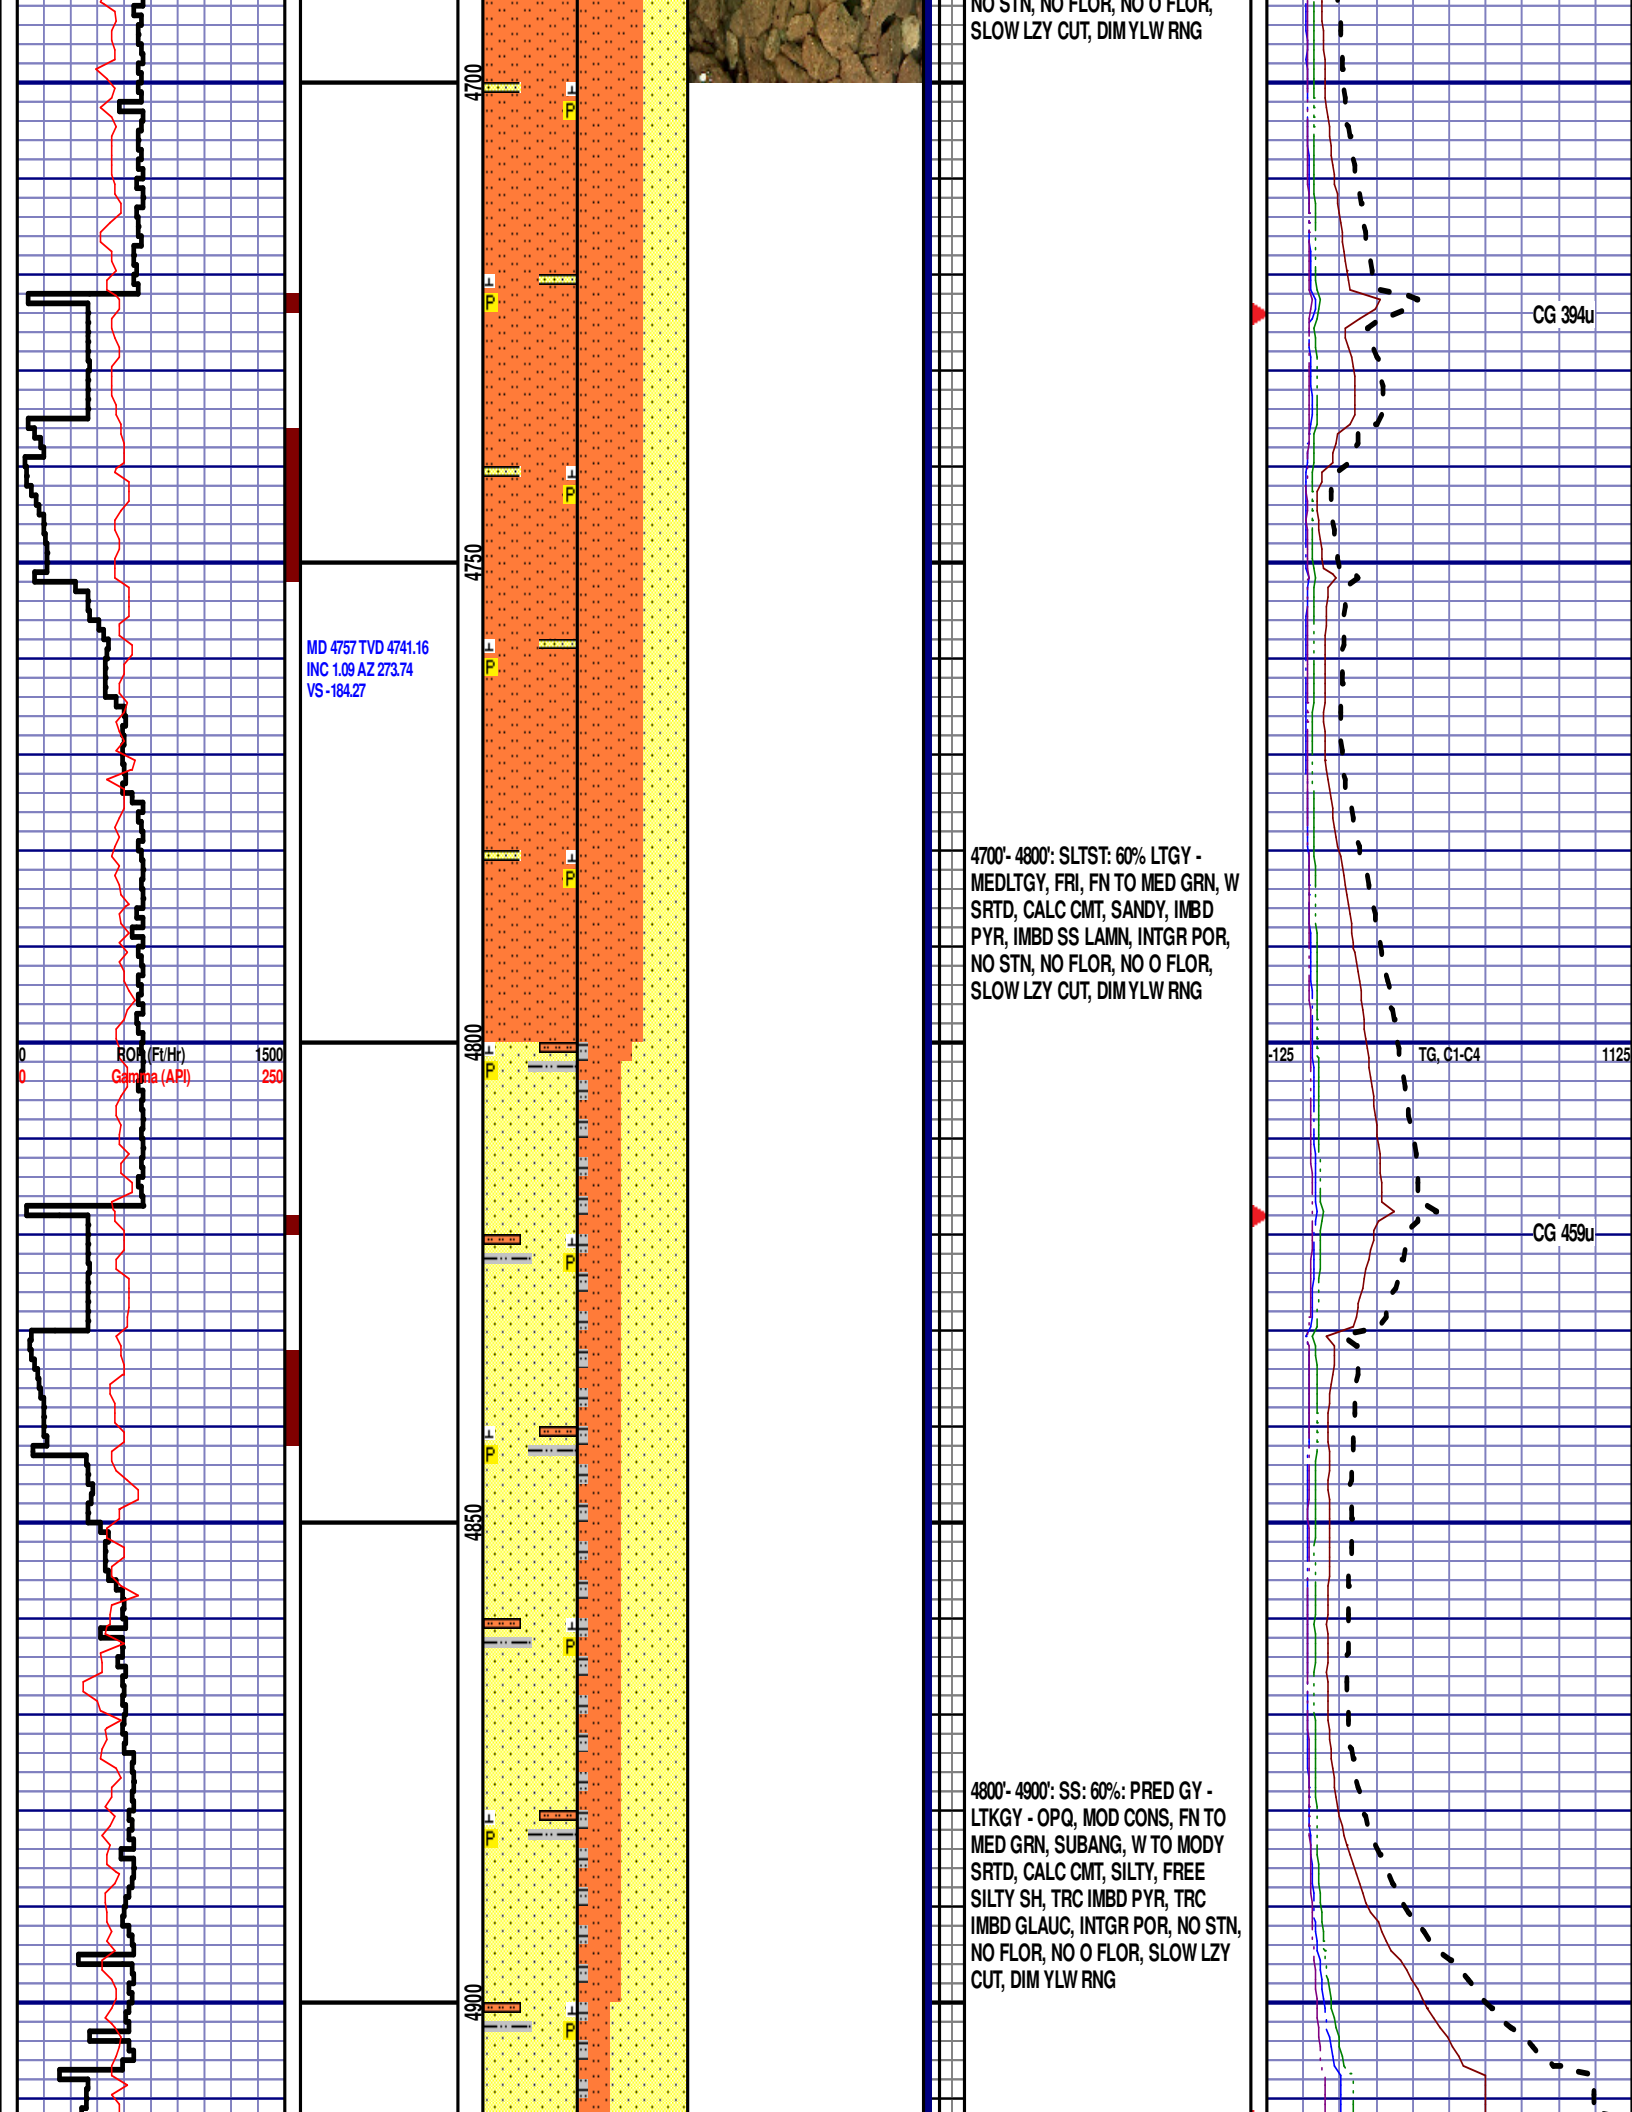 NO STN, NO FLOR, NO O FLOR,
SLOW LZY CUT, DIM YLW RNG
4700
P
CG 394u
P
P
4750
MD 4757 TVD 4741.16
INC 1.09 AZ 273.74
VS -184.27
P
4700'- 4800': SLTST: 60% LTGY -
MEDLTGY, FRI, FN TO MED GRN, W
SRTD, CALC CMT, SANDY, IMBD
PYR, IMBD SS LAMN, INTGR POR,
NO STN, NO FLOR, NO O FLOR,
SLOW LZY CUT, DIM YLW RNG
P
4800
0 ROP (Ft/Hr) 1500
0 Gamma (API) 250
-125 TG, C1-C4 1125
P
CG 459u
P
P
4850
P
4800'- 4900': SS: 60%: PRED GY -
LTKGY - OPQ, MOD CONS, FN TO
MED GRN, SUBANG, W TO MODY
SRTD, CALC CMT, SILTY, FREE
SILTY SH, TRC IMBD PYR, TRC
IMBD GLAUC, INTGR POR, NO STN,
NO FLOR, NO O FLOR, SLOW LZY
CUT, DIM YLW RNG
P
4900
P